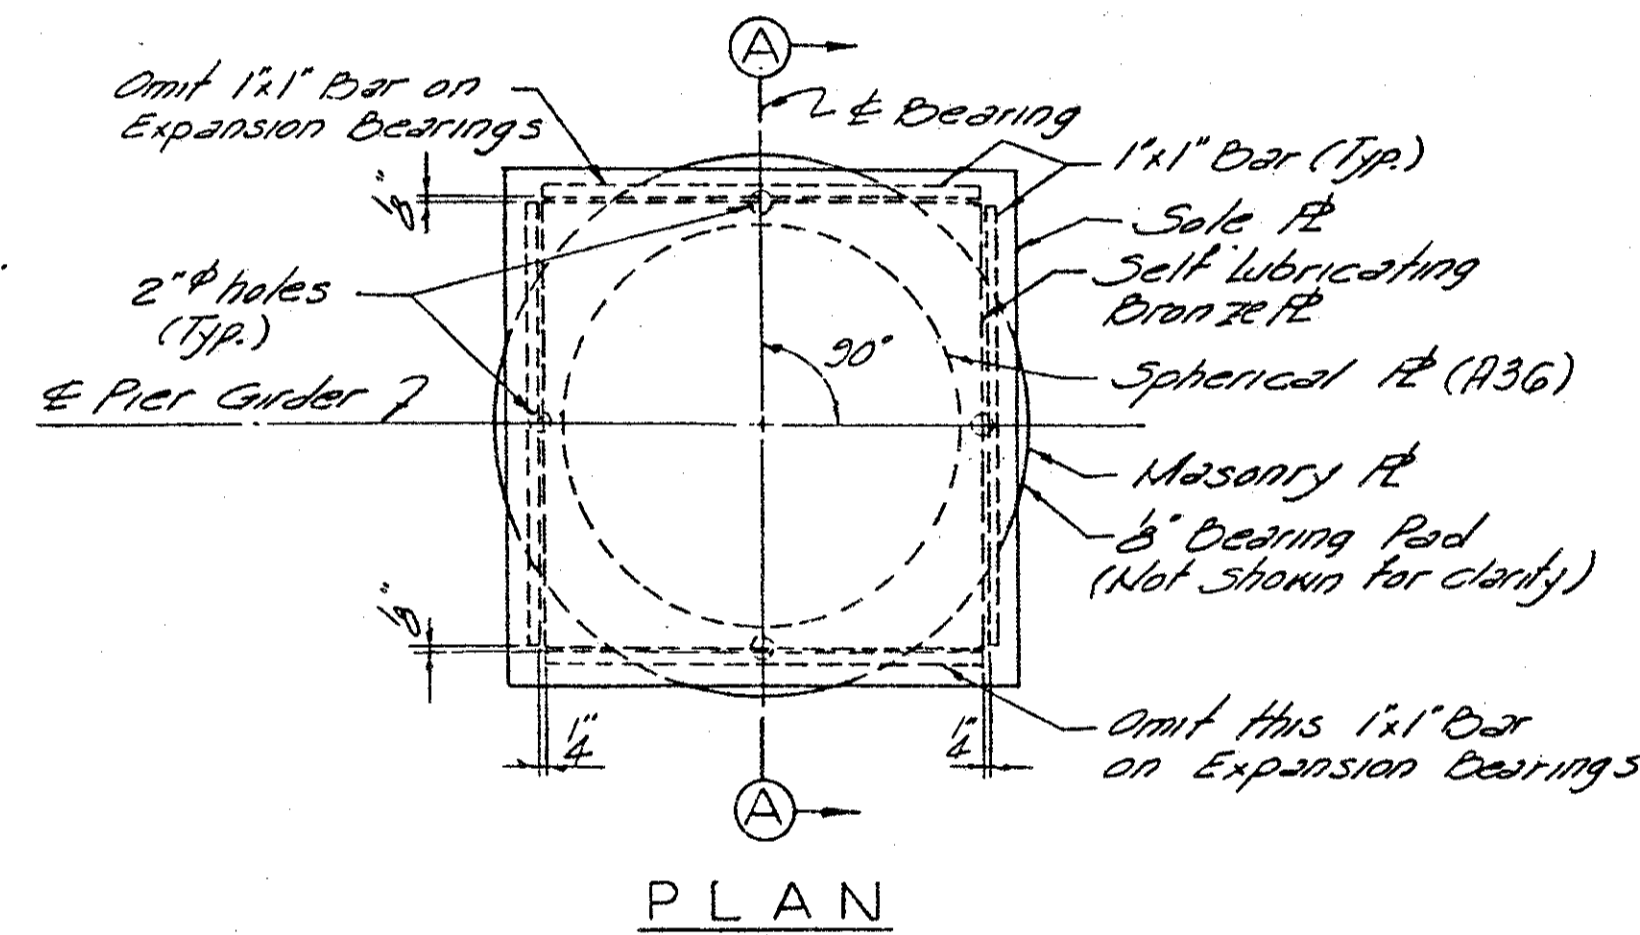 A
Omit 1"x1" Bar on
Expansion Bearings
℄ Bearing
1"x1" Bar (Typ.)
Sole ⅊
Self Lubricating
Bronze ⅊
1/8"
2"ϕ holes
(Typ.)
90°
Spherical ⅊ (A36)
℄ Pier Girder
Masonry ⅊
1/8" Bearing Pad
(Not shown for clarity)
1/8"
1/4"
1/4"
Omit this 1"x1" Bar
on Expansion Bearings
A
PLAN